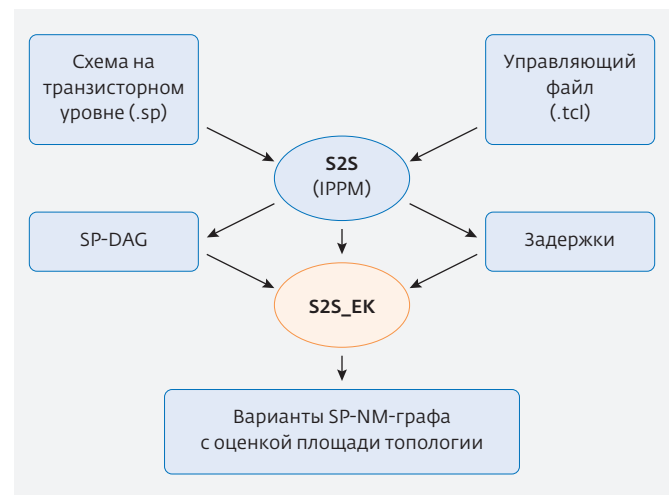 Схема на
транзисторном
уровне (.sp)
Управляющий
файл
(.tcl)
S2S
(IPPM)
SP-DAG
Задержки
S2S_EK
Варианты SP-NM-графа
с оценкой площади топологии